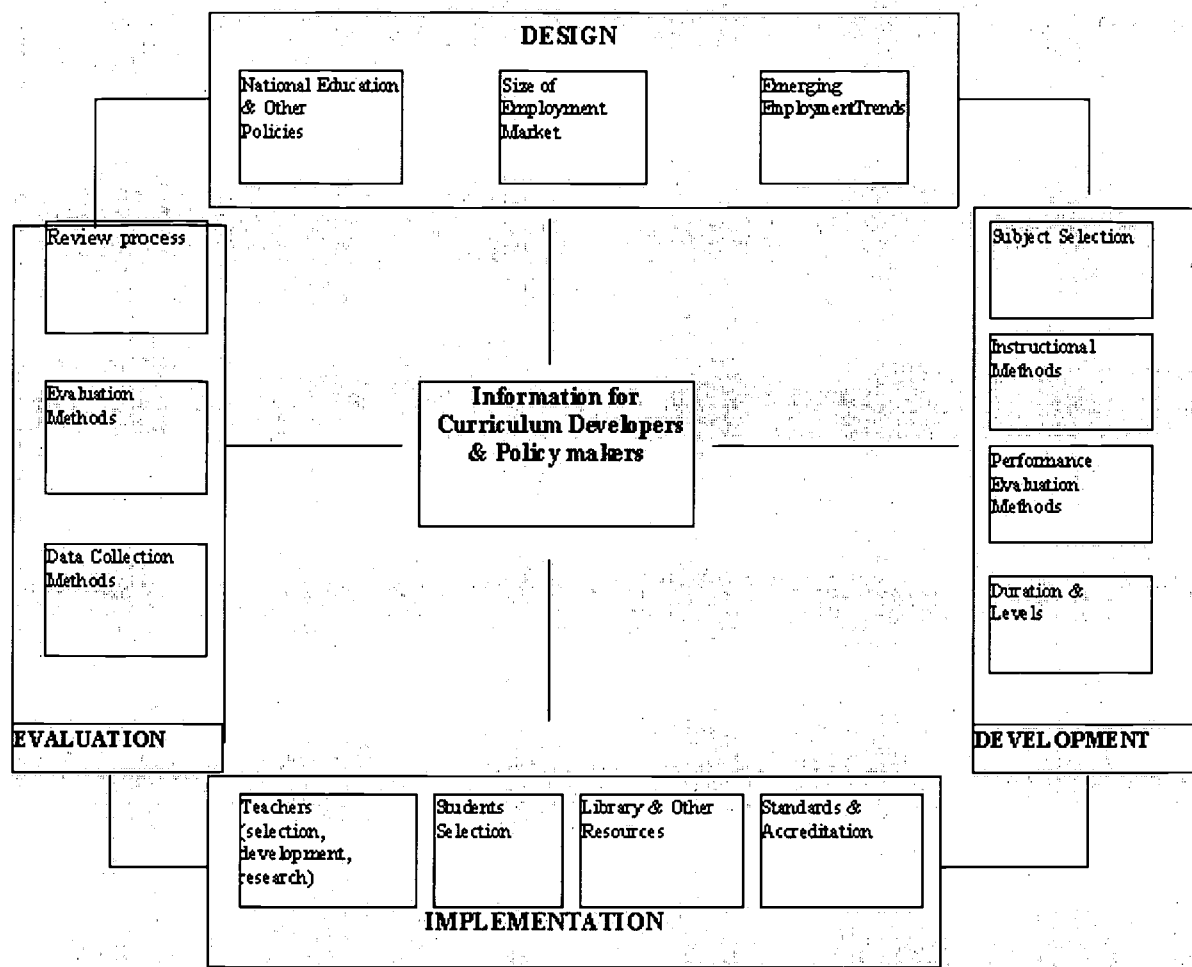 DESIGN
National Education
& Other
Policies
Size of
Employment
Market
Emerging
EmploymentTrends
Review process
Evaluation
Methods
Data Collection
Methods
EVALUATION
Information for
Curriculum Developers
& Policy makers
Subject Selection
Instructional
Methods
Performance
Evaluation
Methods
Duration &
Levels
DEVELOPMENT
Teachers
(selection,
development,
research)
Students
Selection
Library & Other
Resources
Standards &
Accreditation
IMPLEMENTATION